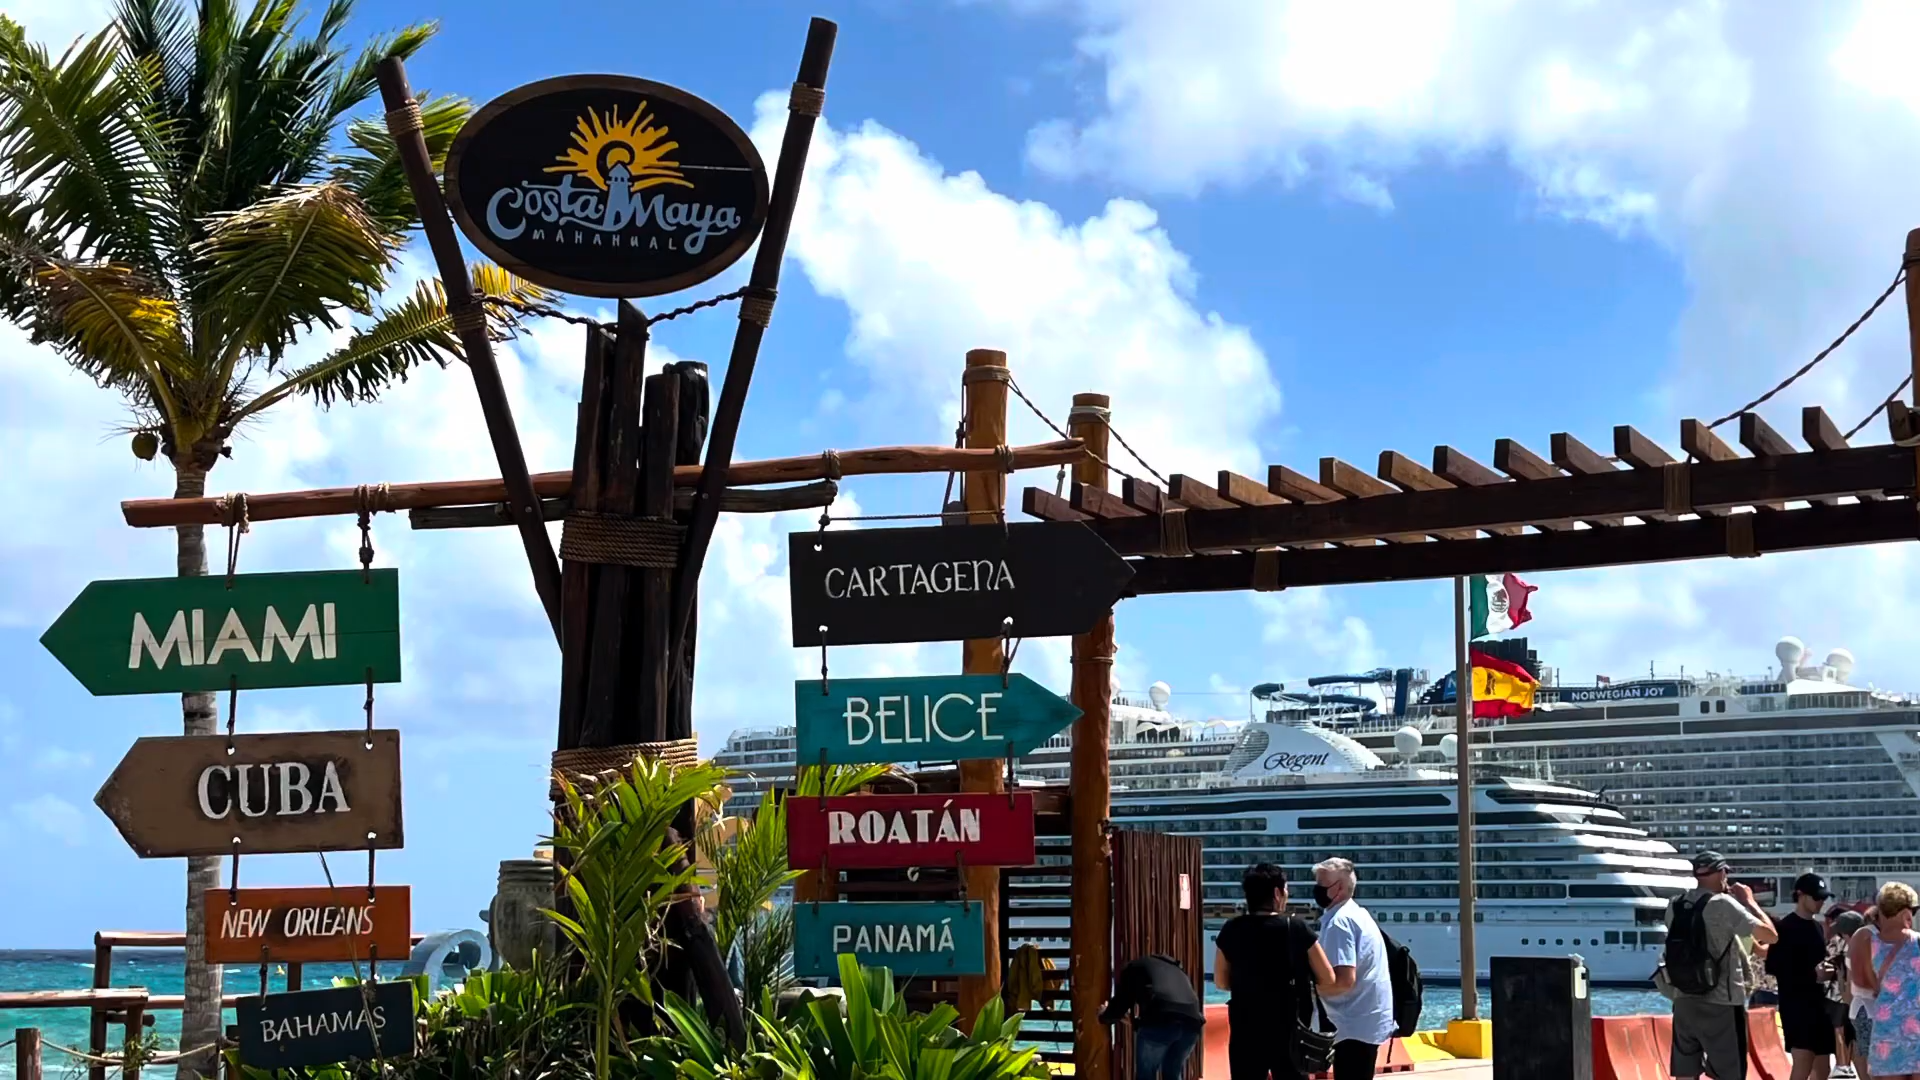 Costa Maya
MAHAHUAL
MIAMI
CUBA
NEW ORLEANS
BAHAMAS
CARTAGENA
BELICE
ROATÁN
PANAMÁ
Regent
NORWEGIAN JOY